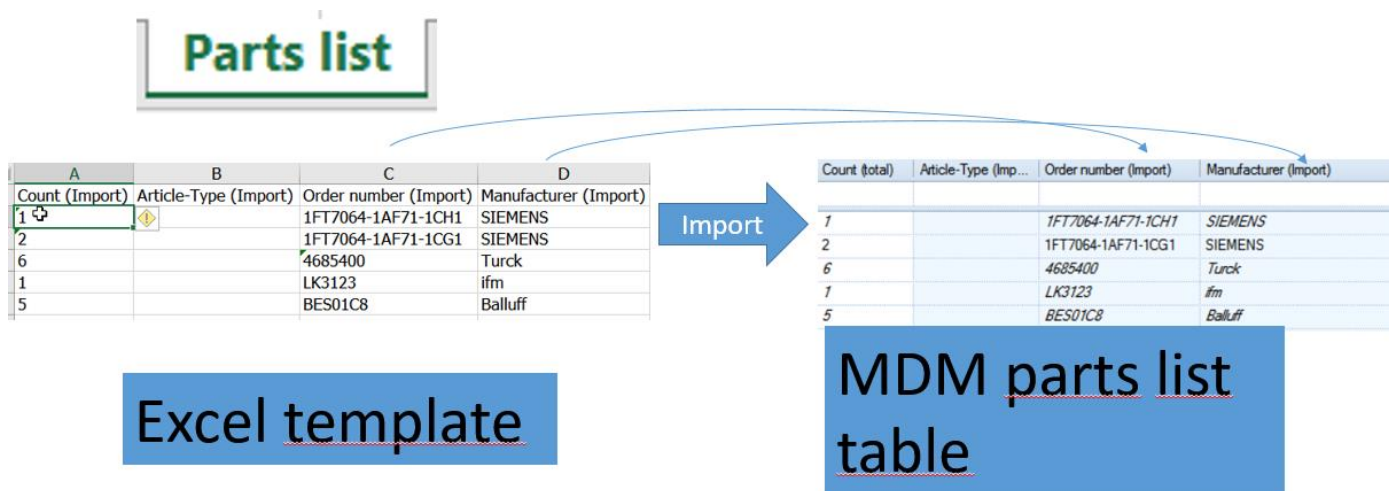 Parts list
A B C D
Count (Import) Article-Type (Import) Order number (Import) Manufacturer (Import)
1 1FT7064-1AF71-1CH1 SIEMENS
2 1FT7064-1AF71-1CG1 SIEMENS
6 4685400 Turck
1 LK3123 ifm
5 BES01C8 Balluff
Import
Count (total) Article-Type (Imp... Order number (Import) Manufacturer (Import)
1 1FT7064-1AF71-1CH1 SIEMENS
2 1FT7064-1AF71-1CG1 SIEMENS
6 4685400 Turck
1 LK3123 ifm
5 BES01C8 Balluff
Excel template
MDM parts list
table